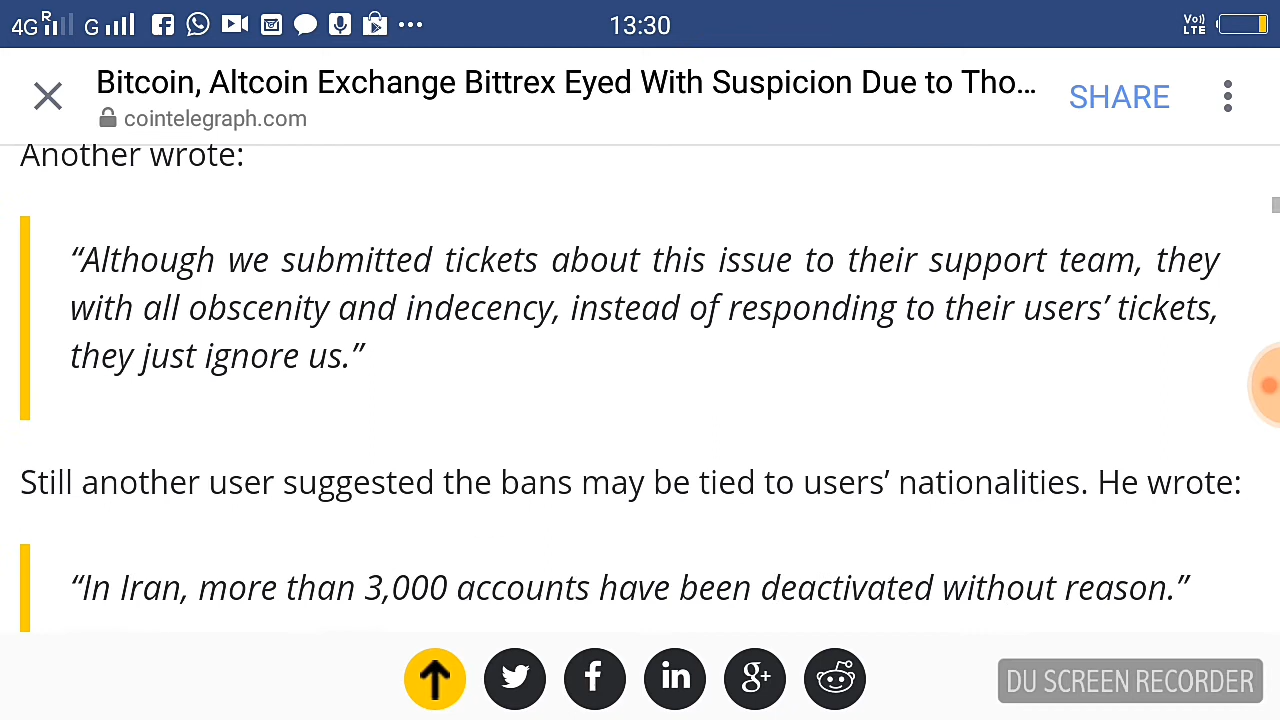 4G R G 13:30 Vo)) LTE
Bitcoin, Altcoin Exchange Bittrex Eyed With Suspicion Due to Tho...
cointelegraph.com
SHARE
Another wrote:
“Although we submitted tickets about this issue to their support team, they
with all obscenity and indecency, instead of responding to their users’ tickets,
they just ignore us.”
Still another user suggested the bans may be tied to users’ nationalities. He wrote:
“In Iran, more than 3,000 accounts have been deactivated without reason.”
DU SCREEN RECORDER